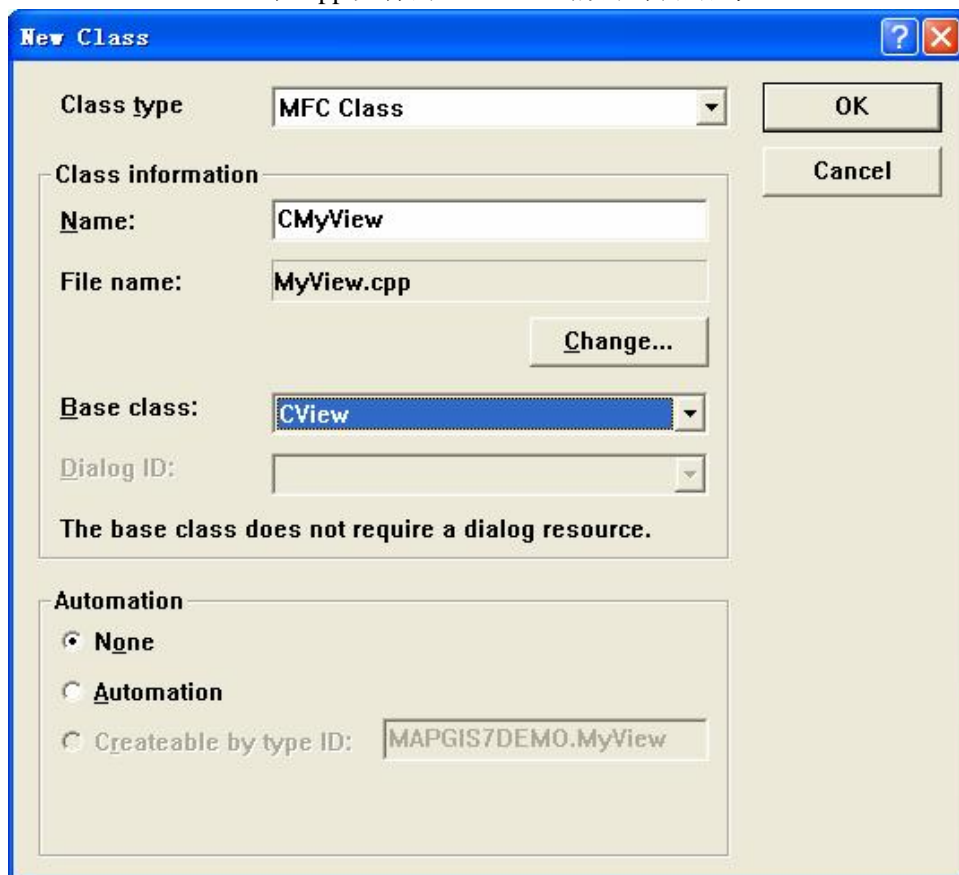 New Class
Class type
MFC Class
OK
Cancel
Class information
Name:
CMyView
File name:
MyView.cpp
Change...
Base class:
CView
Dialog ID:
The base class does not require a dialog resource.
Automation
None
Automation
Createable by type ID:
MAPGIS7DEMO.MyView